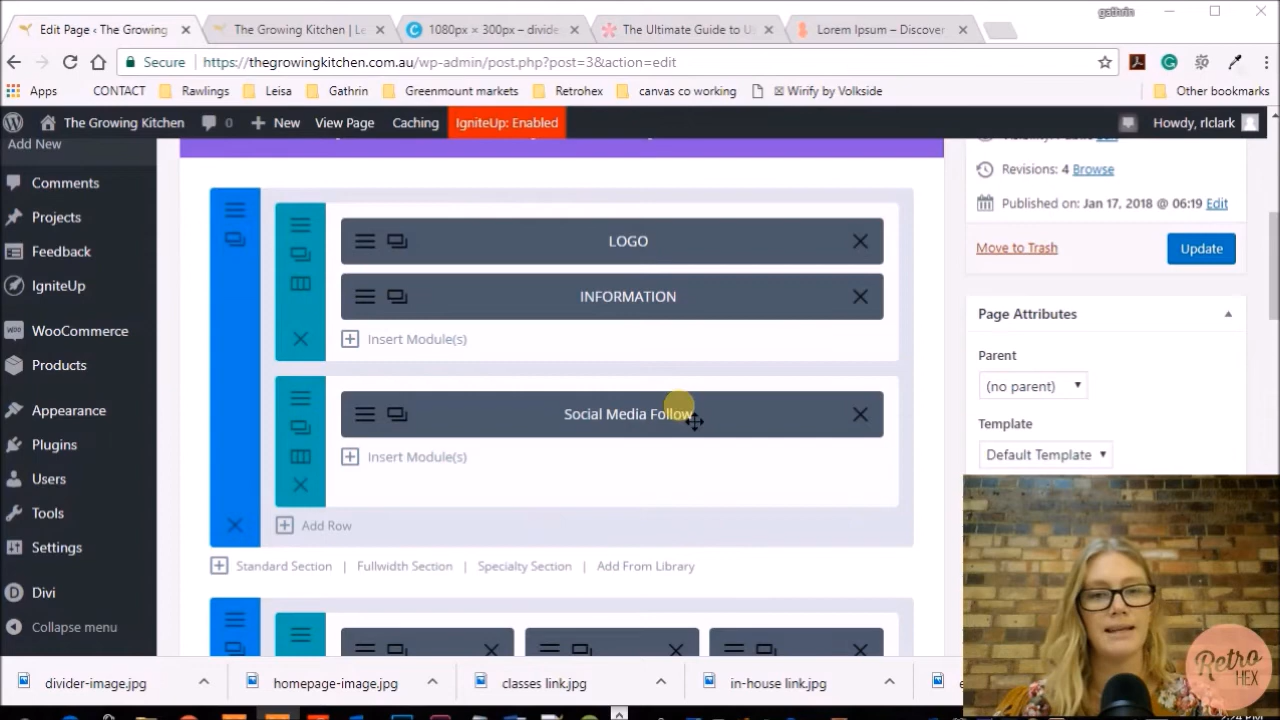 gathrin
Edit Page ‹ The Growing
The Growing Kitchen | Le
1080px × 300px – divide
The Ultimate Guide to U
Lorem Ipsum – Discover
Secure
https://thegrowingkitchen.com.au/wp-admin/post.php?post=3&action=edit
Apps
CONTACT
Rawlings
Leisa
Gathrin
Greenmount markets
Retrohex
canvas co working
Wirify by Volkside
Other bookmarks
The Growing Kitchen
0
New
View Page
Caching
IgniteUp: Enabled
Howdy, rlclark
Add New
Comments
Projects
Feedback
IgniteUp
WooCommerce
Products
Appearance
Plugins
Users
Tools
Settings
Divi
Collapse menu
LOGO
INFORMATION
Insert Module(s)
Social Media Follow
Insert Module(s)
Add Row
Standard Section | Fullwidth Section | Specialty Section | Add From Library
Revisions: 4 Browse
Published on: Jan 17, 2018 @ 06:19 Edit
Move to Trash
Update
Page Attributes
Parent
(no parent)
Template
Default Template
Retro
HEX
divider-image.jpg
homepage-image.jpg
classes link.jpg
in-house link.jpg